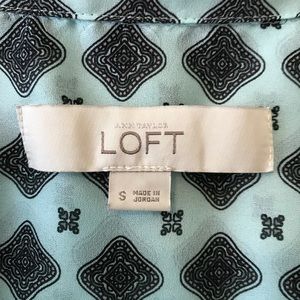 ANN TAYLOR
LOFT
S
MADE IN
JORDAN